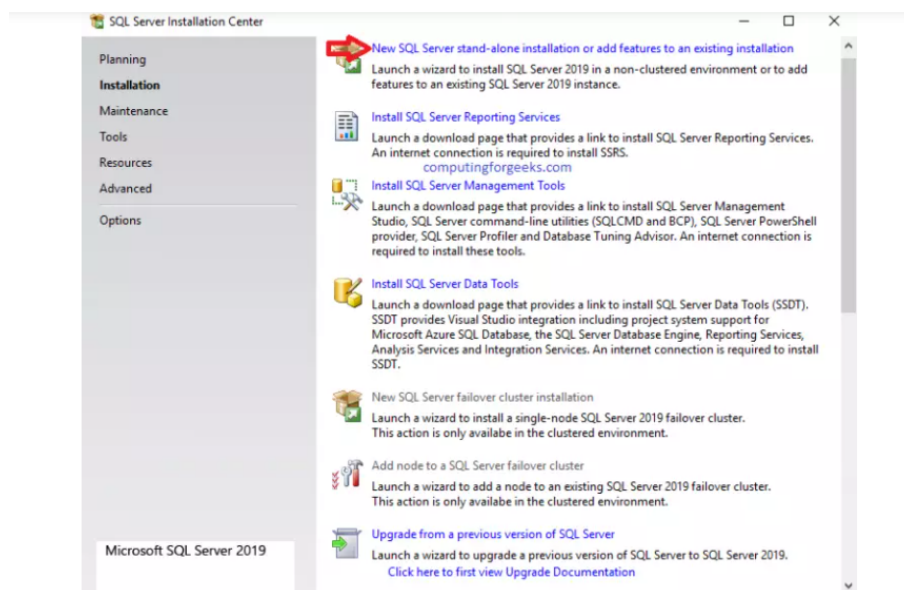 SQL Server Installation Center
Planning
Installation
Maintenance
Tools
Resources
Advanced
Options
Microsoft SQL Server 2019
New SQL Server stand-alone installation or add features to an existing installation
Launch a wizard to install SQL Server 2019 in a non-clustered environment or to add
features to an existing SQL Server 2019 instance.
Install SQL Server Reporting Services
Launch a download page that provides a link to install SQL Server Reporting Services.
An internet connection is required to install SSRS.
computingforgeeks.com
Install SQL Server Management Tools
Launch a download page that provides a link to install SQL Server Management
Studio, SQL Server command-line utilities (SQLCMD and BCP), SQL Server PowerShell
provider, SQL Server Profiler and Database Tuning Advisor. An internet connection is
required to install these tools.
Install SQL Server Data Tools
Launch a download page that provides a link to install SQL Server Data Tools (SSDT).
SSDT provides Visual Studio integration including project system support for
Microsoft Azure SQL Database, the SQL Server Database Engine, Reporting Services,
Analysis Services and Integration Services. An internet connection is required to install
SSDT.
New SQL Server failover cluster installation
Launch a wizard to install a single-node SQL Server 2019 failover cluster.
This action is only availabe in the clustered environment.
Add node to a SQL Server failover cluster
Launch a wizard to add a node to an existing SQL Server 2019 failover cluster.
This action is only availabe in the clustered environment.
Upgrade from a previous version of SQL Server
Launch a wizard to upgrade a previous version of SQL Server to SQL Server 2019.
Click here to first view Upgrade Documentation